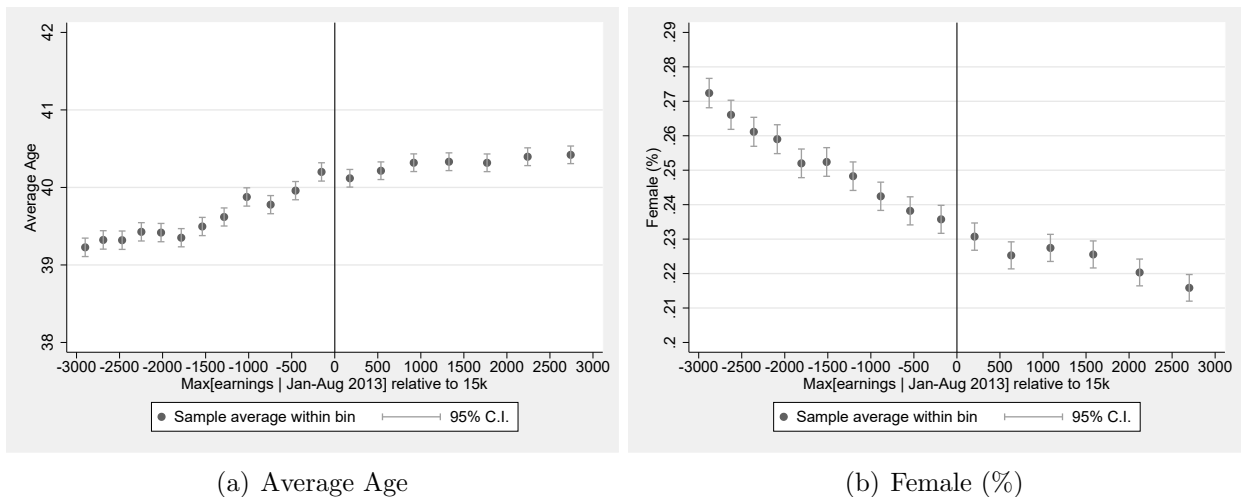 42
41
40
39
38
Average Age
-3000 -2500 -2000 -1500 -1000 -500 0 500 1000 1500 2000 2500 3000
Max[earnings | Jan-Aug 2013] relative to 15k
Sample average within bin 95% C.I.
(a) Average Age
.29
.28
.27
.26
.25
.24
.23
.22
.21
.2
Female (%)
-3000 -2500 -2000 -1500 -1000 -500 0 500 1000 1500 2000 2500 3000
Max[earnings | Jan-Aug 2013] relative to 15k
Sample average within bin 95% C.I.
(b) Female (%)